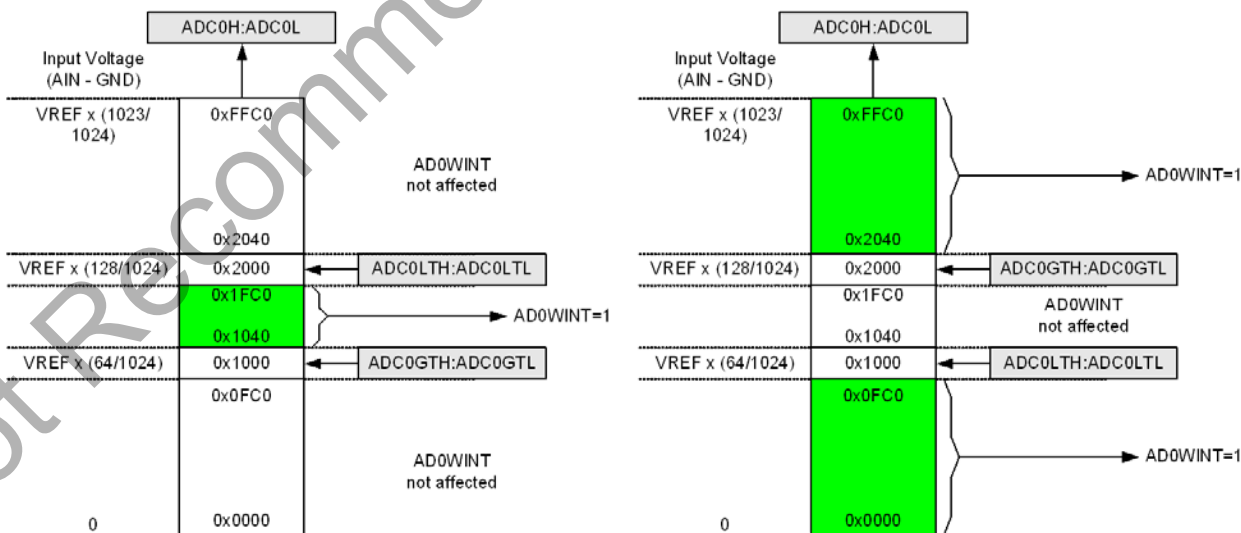 ADC0H:ADC0L
Input Voltage
(AIN - GND)
VREF x (1023/
1024)
0xFFC0
AD0WINT
not affected
0x2040
VREF x (128/1024)
0x2000
ADC0LTH:ADC0LTL
0x1FC0
AD0WINT=1
0x1040
VREF x (64/1024)
0x1000
ADC0GTH:ADC0GTL
0x0FC0
AD0WINT
not affected
0
0x0000
ADC0H:ADC0L
Input Voltage
(AIN - GND)
VREF x (1023/
1024)
0xFFC0
AD0WINT=1
0x2040
VREF x (128/1024)
0x2000
ADC0GTH:ADC0GTL
0x1FC0
AD0WINT
not affected
0x1040
VREF x (64/1024)
0x1000
ADC0LTH:ADC0LTL
0x0FC0
AD0WINT=1
0
0x0000